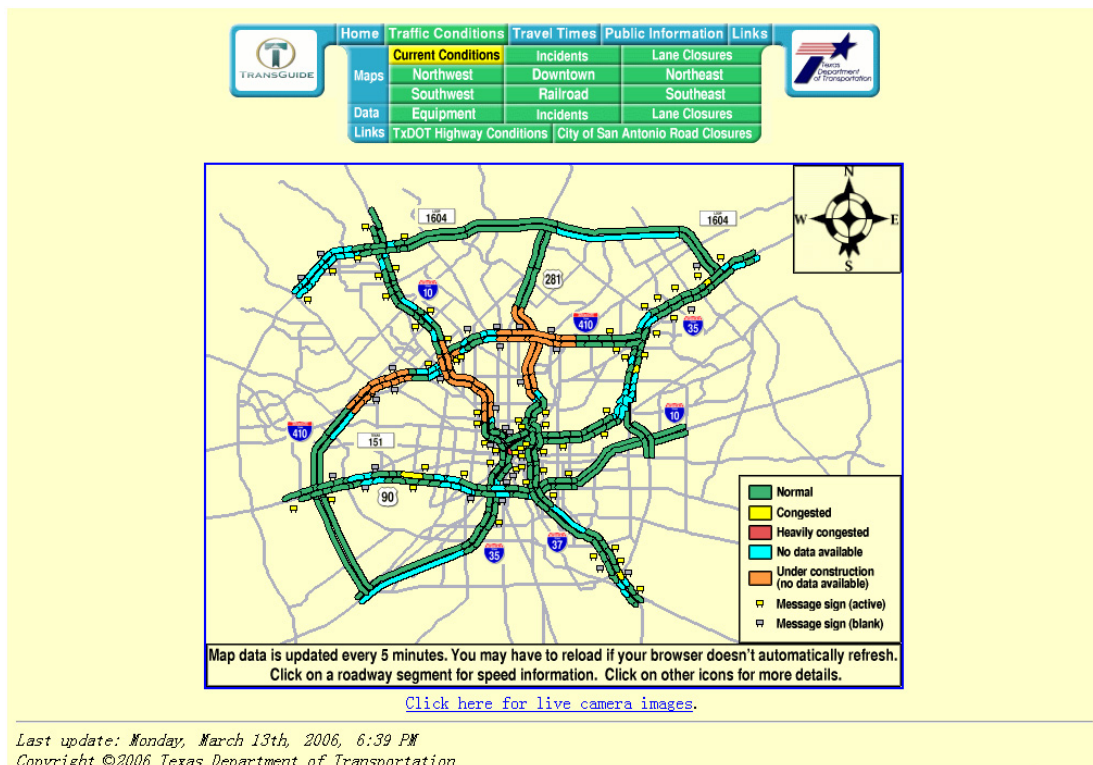 Home Traffic Conditions Travel Times Public Information Links
TRANSGUIDE
Texas
Department
of Transportation
Maps
Current Conditions Incidents Lane Closures
Northwest Downtown Northeast
Southwest Railroad Southeast
Data Equipment Incidents Lane Closures
Links TxDOT Highway Conditions City of San Antonio Road Closures
N
W E
S
1604
1604
281
10
410
35
10
410
151
90
35
37
Normal
Congested
Heavily congested
No data available
Under construction
(no data available)
Message sign (active)
Message sign (blank)
Map data is updated every 5 minutes. You may have to reload if your browser doesn't automatically refresh.
Click on a roadway segment for speed information. Click on other icons for more details.
Click here for live camera images.
Last update: Monday, March 13th, 2006, 6:39 PM
Copyright ©2006 Texas Department of Transportation